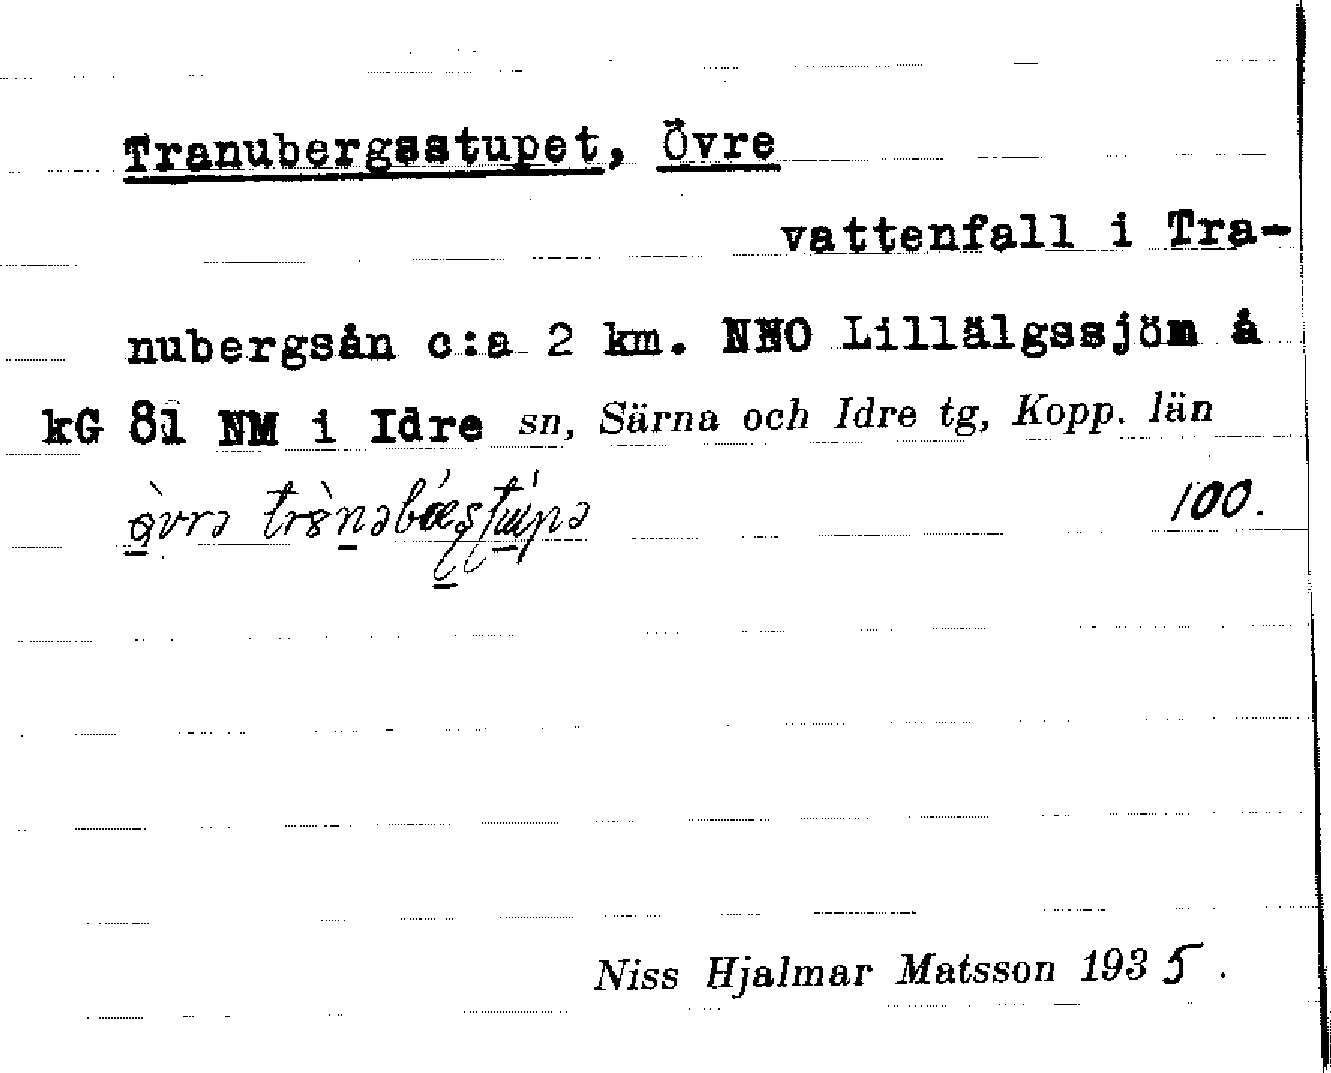 Tranubergsstupet, Övre
vattenfall i Tra-
nubergsån c:a 2 km. NNO Lillälgssjön å
kG 81 NM i Idre sn, Särna och Idre tg, Kopp. län
100.
Niss Hjalmar Matsson 1935.